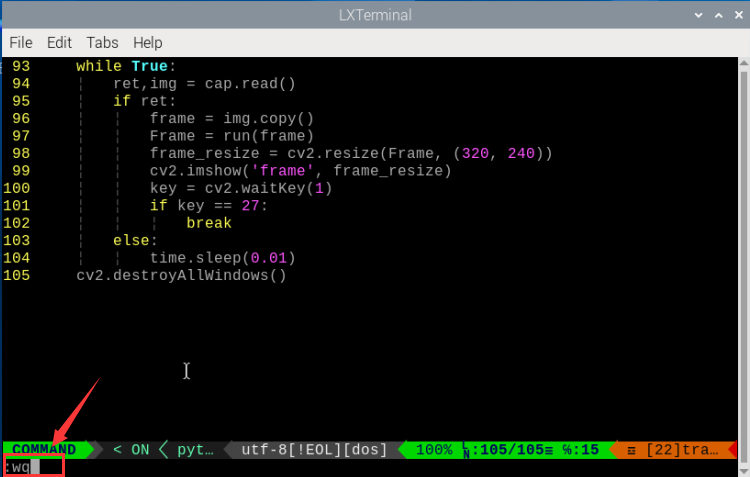 LXTerminal
File Edit Tabs Help
93 while True:
94 ret,img = cap.read()
95 if ret:
96 frame = img.copy()
97 Frame = run(frame)
98 frame_resize = cv2.resize(Frame, (320, 240))
99 cv2.imshow('frame', frame_resize)
100 key = cv2.waitKey(1)
101 if key == 27:
102 break
103 else:
104 time.sleep(0.01)
105 cv2.destroyAllWindows()
COMMAND < ON pyt… utf-8[!EOL][dos] 100% :105/105≡ ℅:15 [22]tra…
:wq